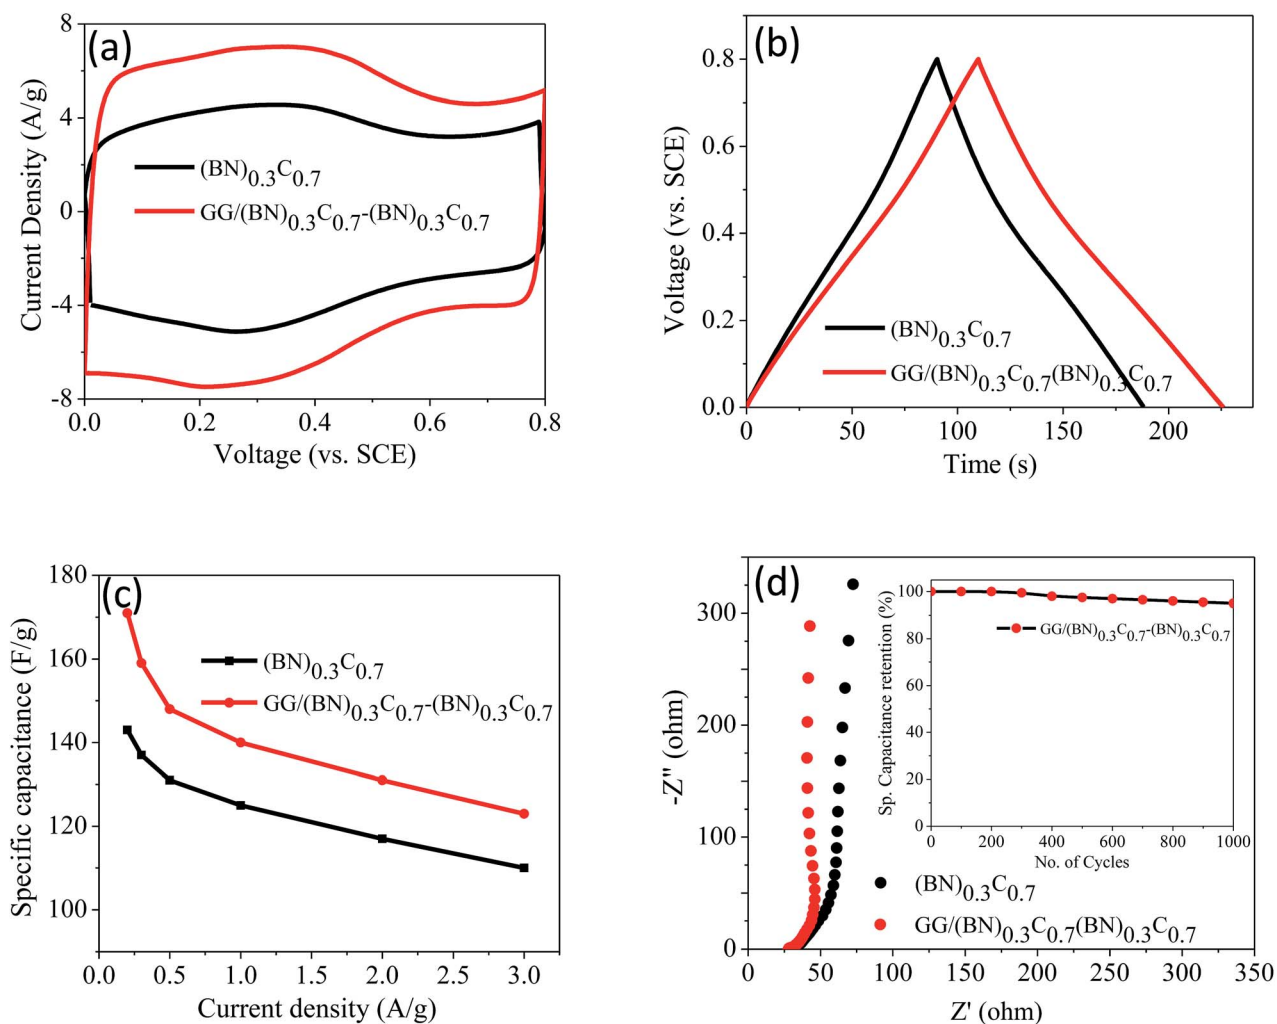 (a)
8
4
0
-4
-8
Current Density (A/g)
(BN)0.3C0.7
GG/(BN)0.3C0.7-(BN)0.3C0.7
0.0 0.2 0.4 0.6 0.8
Voltage (vs. SCE)
(b)
0.8
0.6
0.4
0.2
0.0
Voltage (vs. SCE)
(BN)0.3C0.7
GG/(BN)0.3C0.7(BN)0.3C0.7
0 50 100 150 200
Time (s)
(c)
180
160
140
120
100
Specific capacitance (F/g)
(BN)0.3C0.7
GG/(BN)0.3C0.7-(BN)0.3C0.7
0.0 0.5 1.0 1.5 2.0 2.5 3.0
Current density (A/g)
(d)
300
200
100
0
-Z" (ohm)
100
80
60
40
20
0
Sp. Capacitance retention (%)
GG/(BN)0.3C0.7-(BN)0.3C0.7
0 200 400 600 800 1000
No. of Cycles
(BN)0.3C0.7
GG/(BN)0.3C0.7(BN)0.3C0.7
0 50 100 150 200 250 300 350
Z' (ohm)